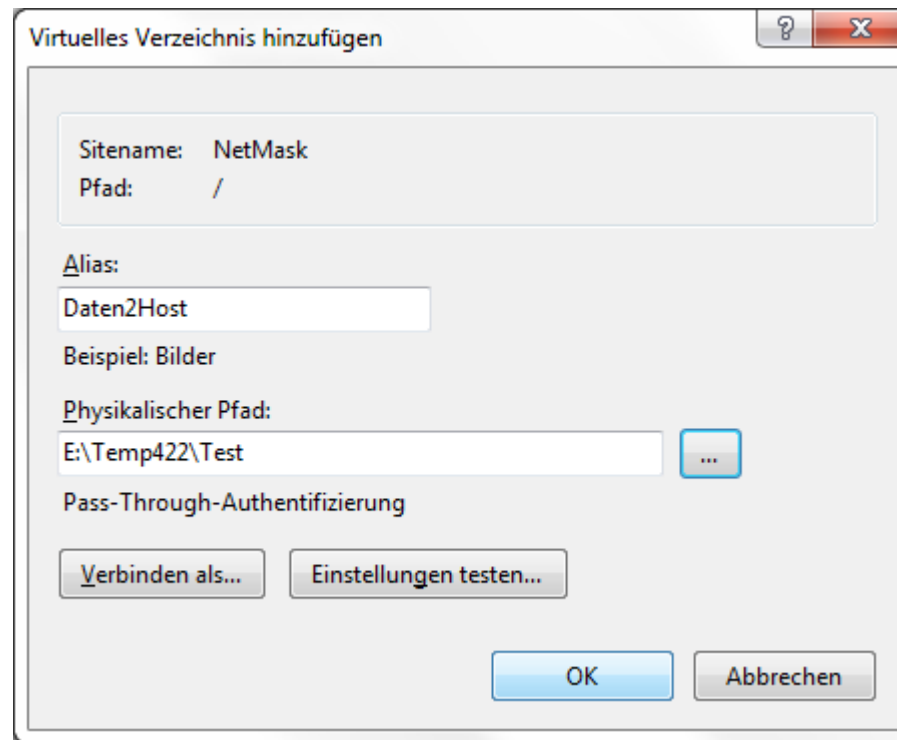 Virtuelles Verzeichnis hinzufügen
Sitename: NetMask
Pfad: /
Alias:
Daten2Host
Beispiel: Bilder
Physikalischer Pfad:
E:\Temp422\Test
...
Pass-Through-Authentifizierung
Verbinden als... Einstellungen testen...
OK Abbrechen